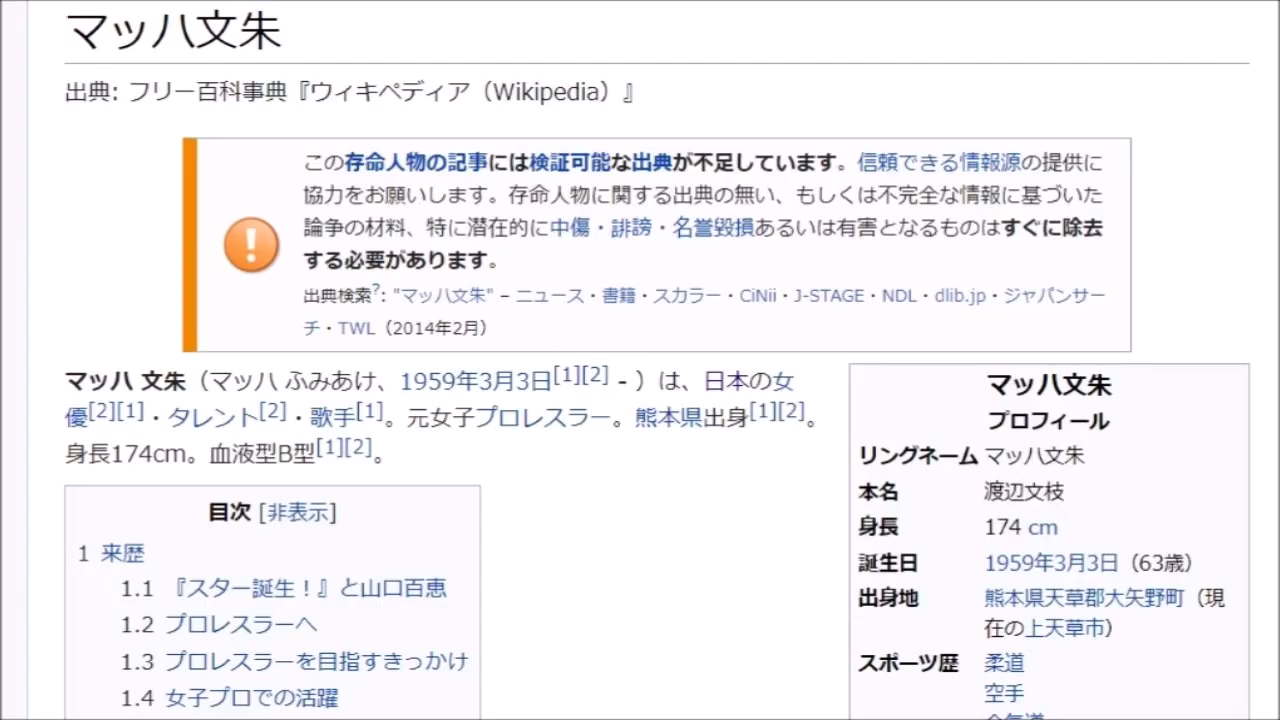 マッハ文朱
出典: フリー百科事典『ウィキペディア（Wikipedia）』
この存命人物の記事には検証可能な出典が不足しています。信頼できる情報源の提供に
協力をお願いします。存命人物に関する出典の無い、もしくは不完全な情報に基づいた
論争の材料、特に潜在的に中傷・誹謗・名誉毀損あるいは有害となるものはすぐに除去
する必要があります。
出典検索?: "マッハ文朱" – ニュース・書籍・スカラー・CiNii・J-STAGE・NDL・dlib.jp・ジャパンサー
チ・TWL（2014年2月）
マッハ 文朱（マッハ ふみあけ、1959年3月3日[1][2] - ）は、日本の女
優[2][1]・タレント[2]・歌手[1]。元女子プロレスラー。熊本県出身[1][2]。
身長174cm。血液型B型[1][2]。
目次 [非表示]
1 来歴
1.1 『スター誕生！』と山口百恵
1.2 プロレスラーへ
1.3 プロレスラーを目指すきっかけ
1.4 女子プロでの活躍
マッハ文朱
プロフィール
リングネーム マッハ文朱
本名 渡辺文枝
身長 174 cm
誕生日 1959年3月3日（63歳）
出身地 熊本県天草郡大矢野町（現
在の上天草市）
スポーツ歴 柔道
空手